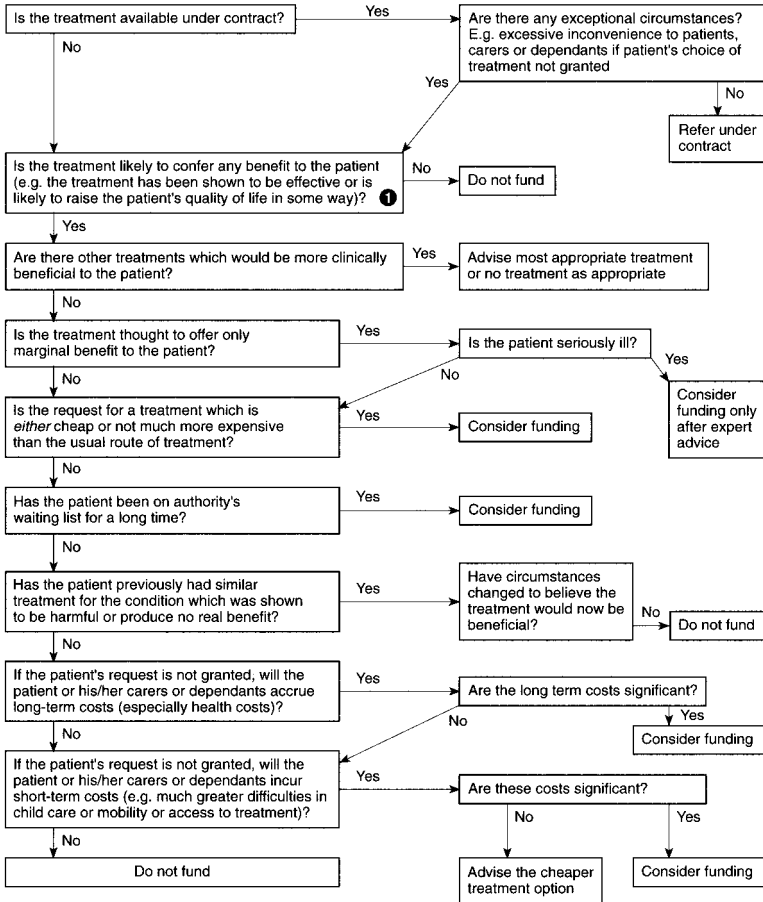 Is the treatment available under contract?
Yes
Are there any exceptional circumstances?
E.g. excessive inconvenience to patients,
carers or dependants if patient's choice of
treatment not granted
No
Yes
No
Refer under
contract
Is the treatment likely to confer any benefit to the patient
(e.g. the treatment has been shown to be effective or is
likely to raise the patient's quality of life in some way)? 1
No
Do not fund
Yes
Are there other treatments which would be more clinically
beneficial to the patient?
Yes
Advise most appropriate treatment
or no treatment as appropriate
No
Is the treatment thought to offer only
marginal benefit to the patient?
Yes
Is the patient seriously ill?
No
No
Yes
Is the request for a treatment which is
either cheap or not much more expensive
than the usual route of treatment?
Yes
Consider funding
Consider
funding only
after expert
advice
No
Has the patient been on authority's
waiting list for a long time?
Yes
Consider funding
No
Has the patient previously had similar
treatment for the condition which was shown
to be harmful or produce no real benefit?
Yes
Have circumstances
changed to believe the
treatment would now be
beneficial?
No
Do not fund
No
If the patient's request is not granted, will the
patient or his/her carers or dependants accrue
long-term costs (especially health costs)?
Yes
Are the long term costs significant?
No
Yes
Consider funding
No
If the patient's request is not granted, will the
patient or his/her carers or dependants incur
short-term costs (e.g. much greater difficulties in
child care or mobility or access to treatment)?
Yes
Are these costs significant?
No
Yes
No
Do not fund
Advise the cheaper
treatment option
Consider funding